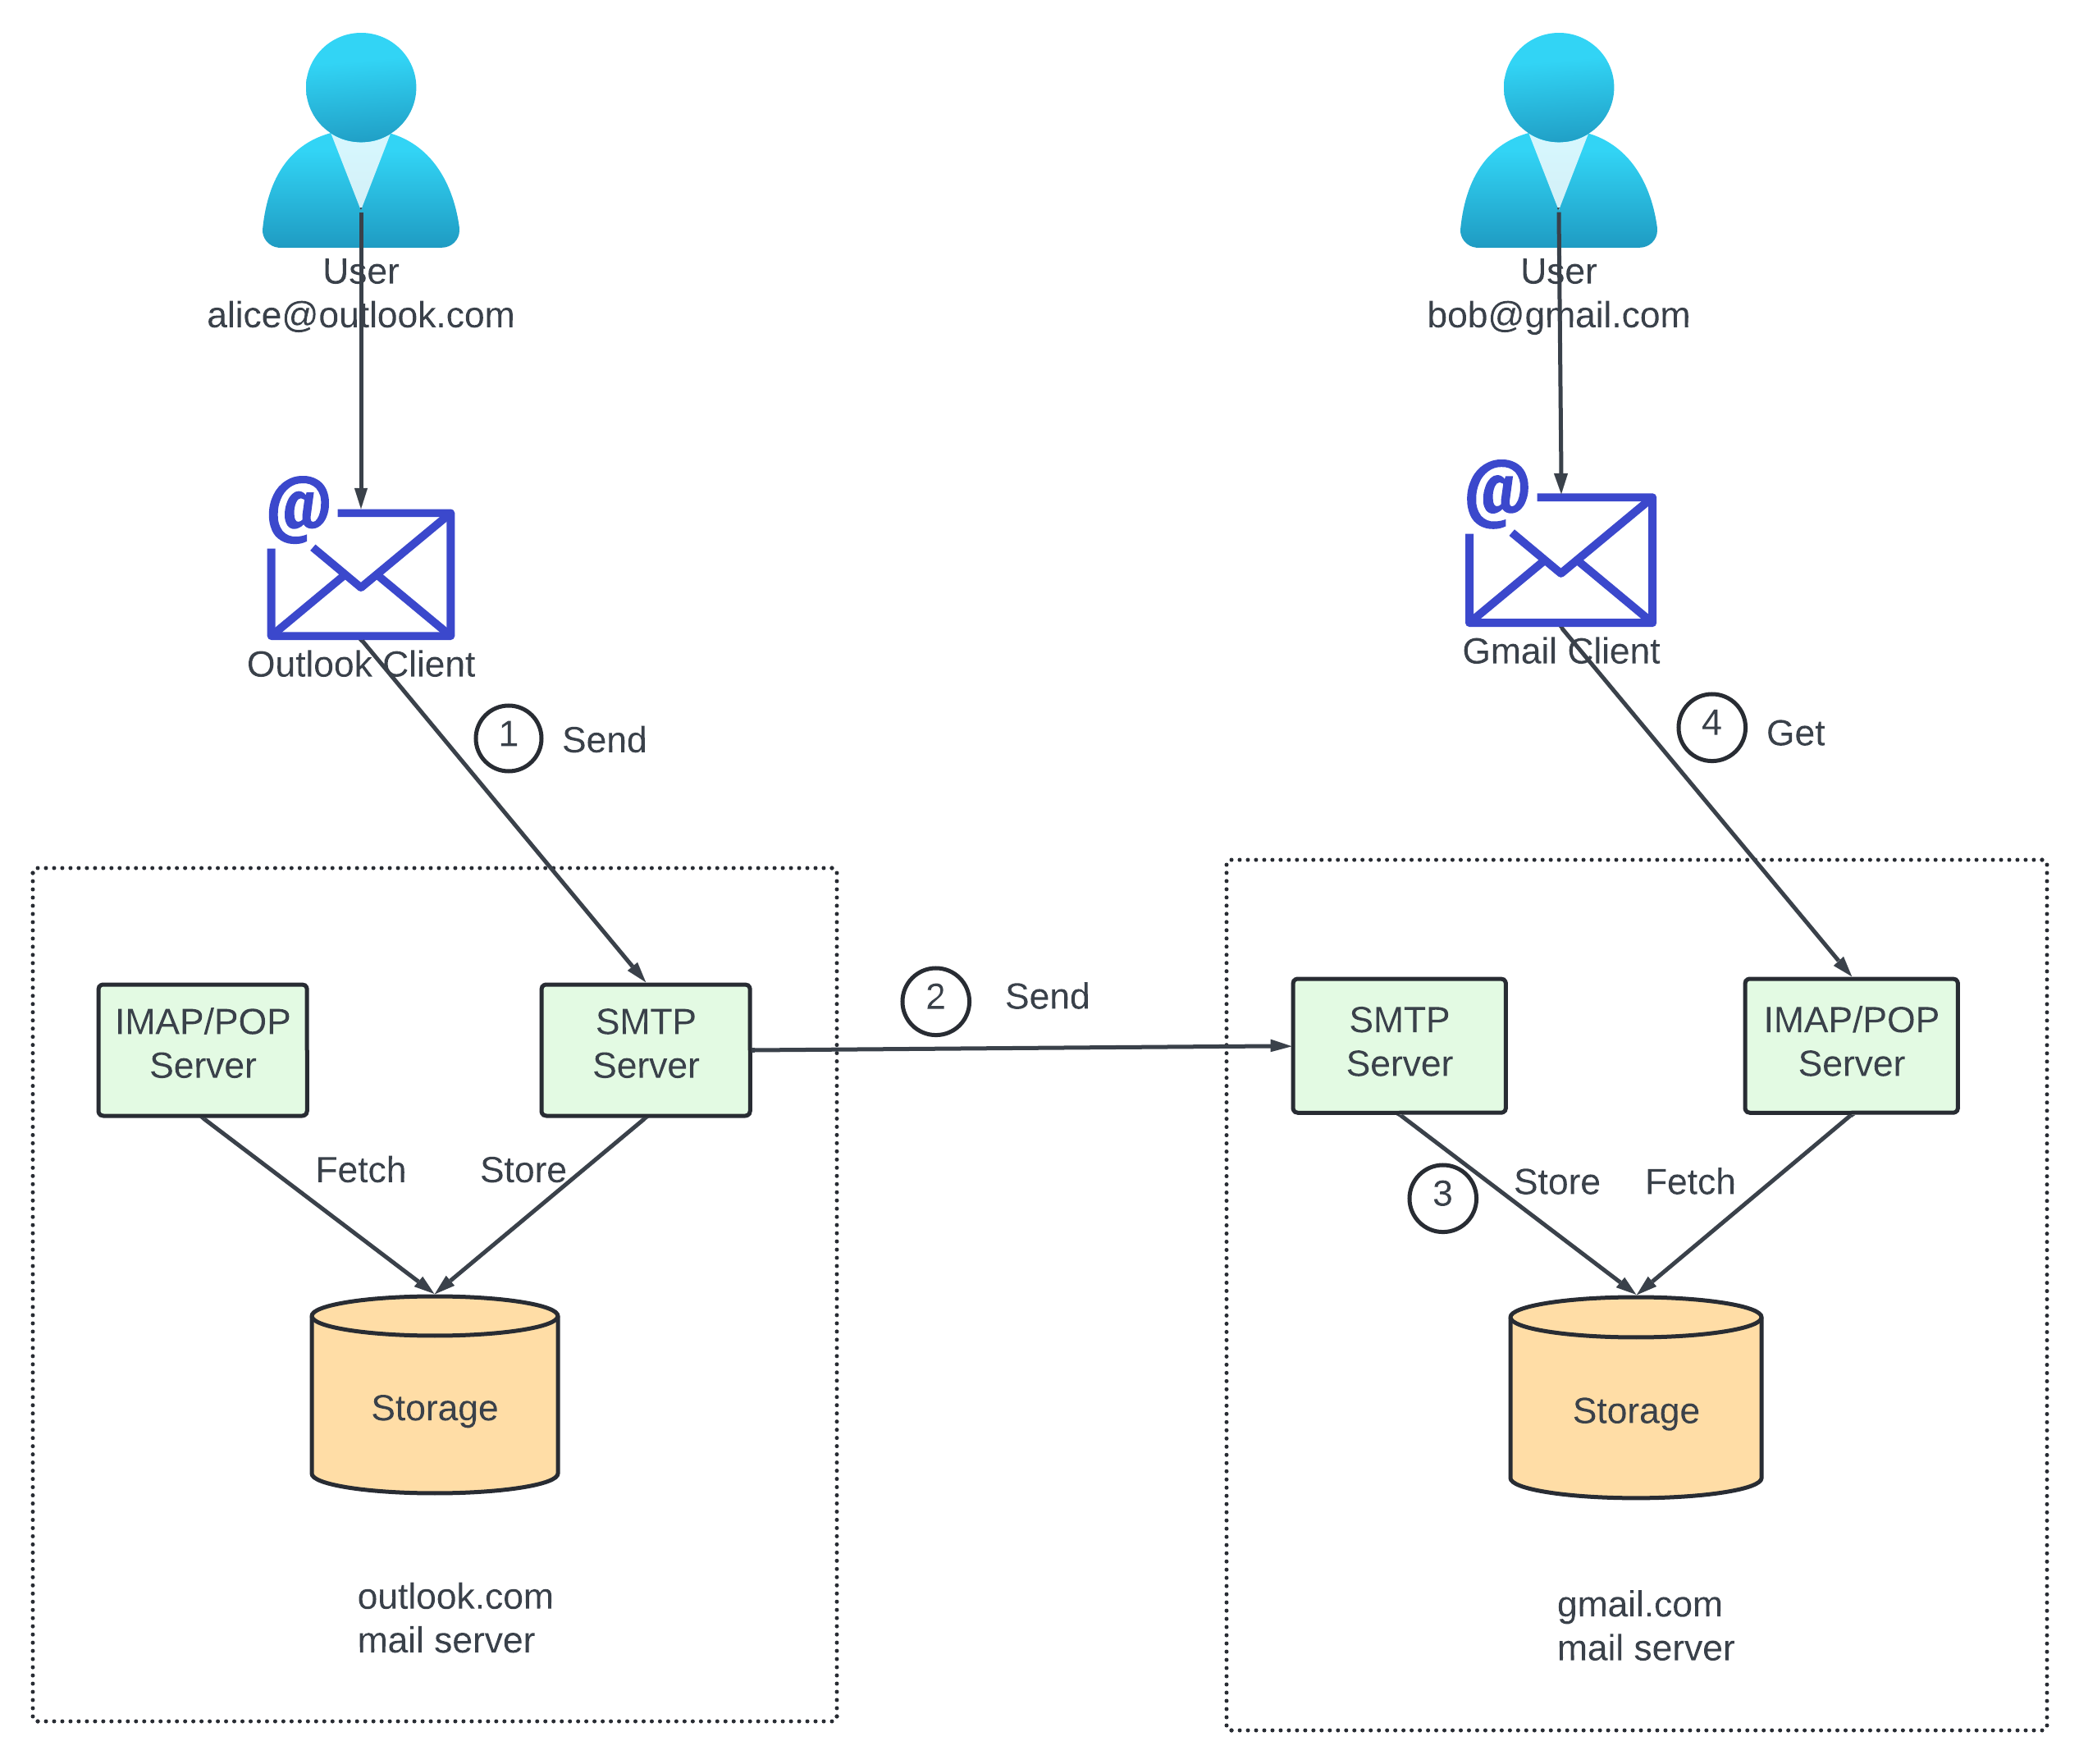 User
alice@outlook.com
User
bob@gmail.com
@
Outlook Client
@
Gmail Client
1
Send
4
Get
IMAP/POP
Server
SMTP
Server
2
Send
SMTP
Server
IMAP/POP
Server
Fetch
Store
3
Store
Fetch
Storage
Storage
outlook.com
mail server
gmail.com
mail server